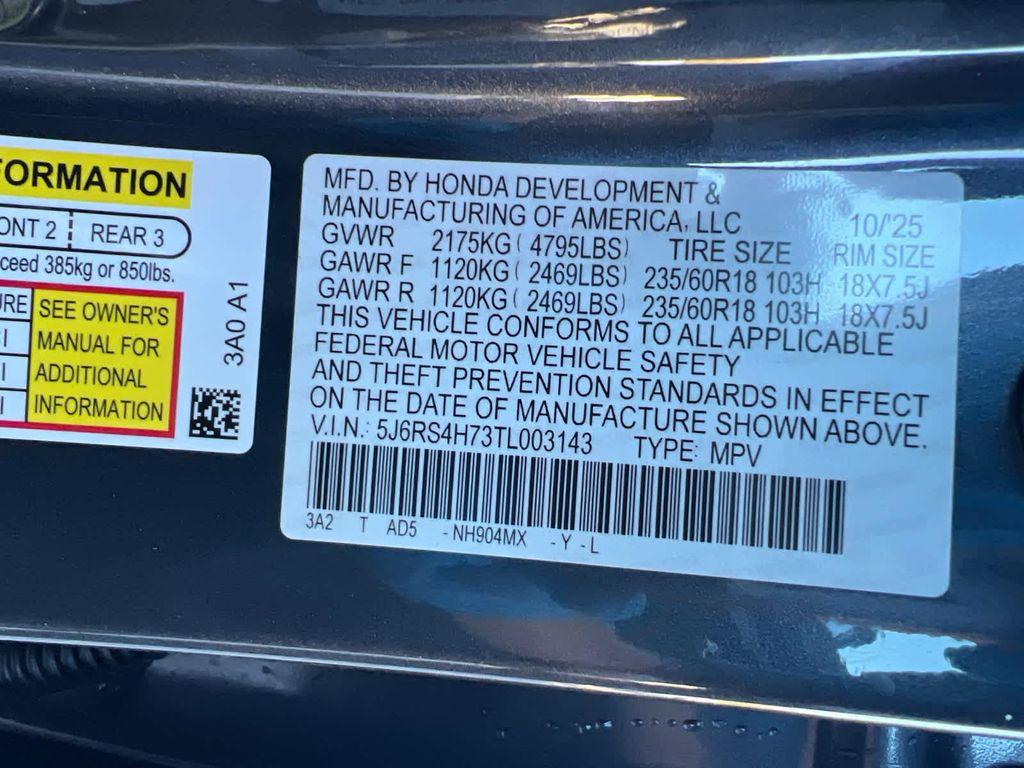 FORMATION
ONT 2 REAR 3
ceed 385kg or 850lbs.
URE
SEE OWNER'S
MANUAL FOR
ADDITIONAL
INFORMATION
3A0 A1
MFD. BY HONDA DEVELOPMENT &
MANUFACTURING OF AMERICA, LLC 10/'25
GVWR 2175KG ( 4795LBS) TIRE SIZE RIM SIZE
GAWR F 1120KG ( 2469LBS) 235/60R18 103H 18X7.5J
GAWR R 1120KG ( 2469LBS) 235/60R18 103H 18X7.5J
THIS VEHICLE CONFORMS TO ALL APPLICABLE
FEDERAL MOTOR VEHICLE SAFETY
AND THEFT PREVENTION STANDARDS IN EFFECT
ON THE DATE OF MANUFACTURE SHOWN ABOVE.
V.I.N.: 5J6RS4H73TL003143 TYPE: MPV
3A2 T AD5 -NH904MX -Y -L